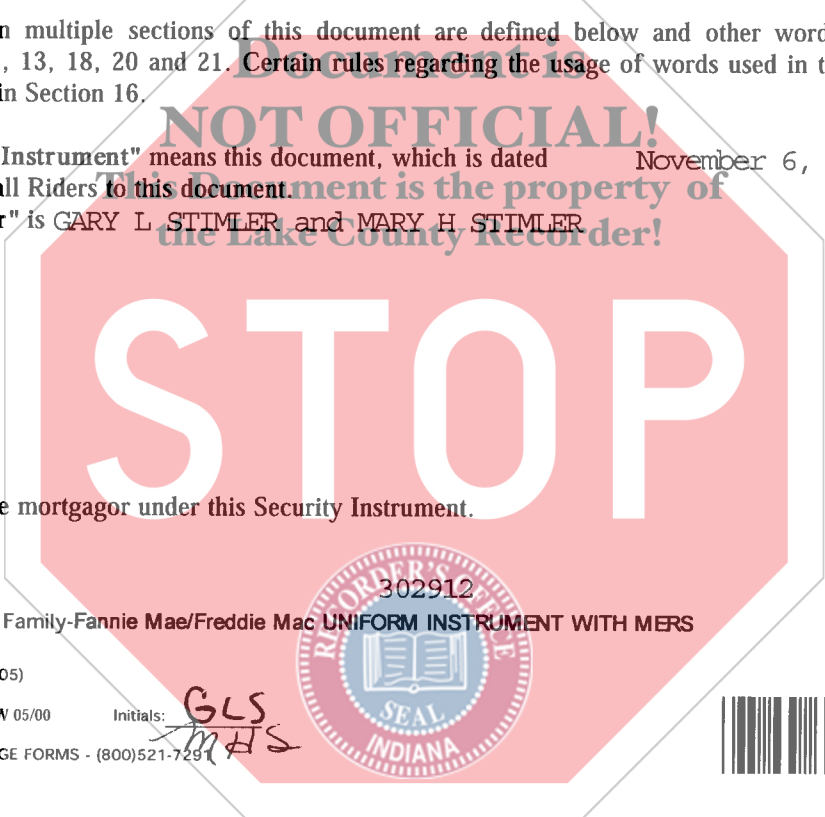 n multiple sections of this document are defined below and other word
, 13, 18, 20 and 21. Certain rules regarding the usage of words used in t
in Section 16.
Document is
NOT OFFICIAL!
This Document is the property of
the Lake County Recorder!
Instrument" means this document, which is dated November 6,
all Riders to this document.
r" is GARY L STIMLER and MARY H STIMLER
STOP
e mortgagor under this Security Instrument.
302912
Family-Fannie Mae/Freddie Mac UNIFORM INSTRUMENT WITH MERS
RECORDER'S OFFICE
SEAL
INDIANA
05)
W 05/00 Initials: GLS
MHS
GE FORMS - (800)521-7291